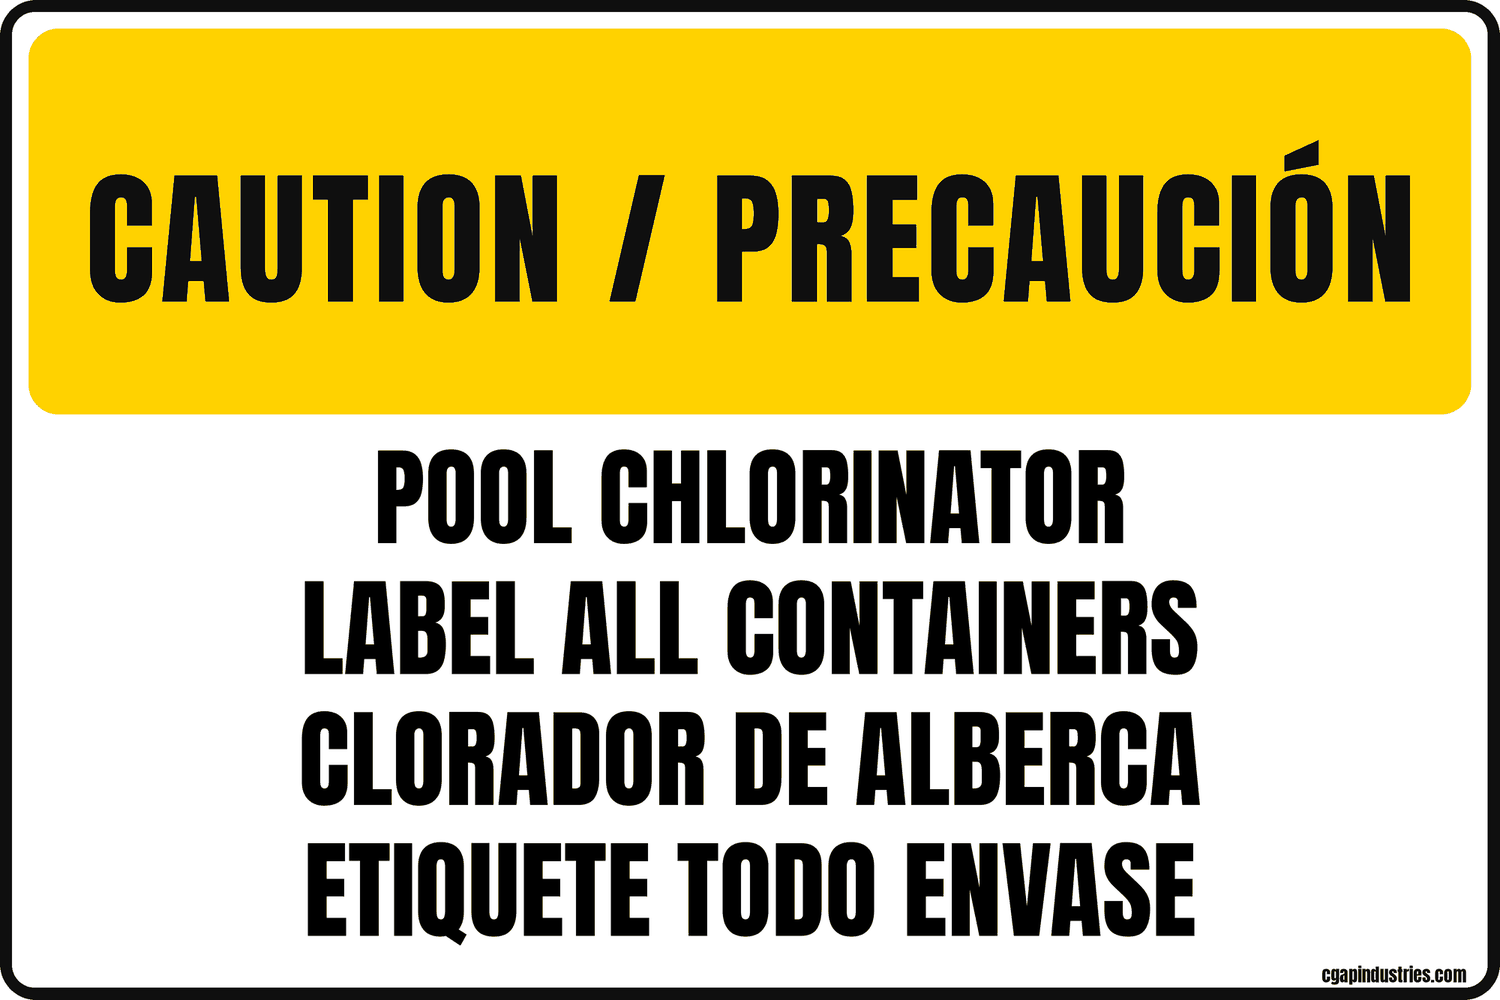 CAUTION / PRECAUCIÓN
POOL CHLORINATOR
LABEL ALL CONTAINERS
CLORADOR DE ALBERCA
ETIQUETE TODO ENVASE
cgapindustries.com